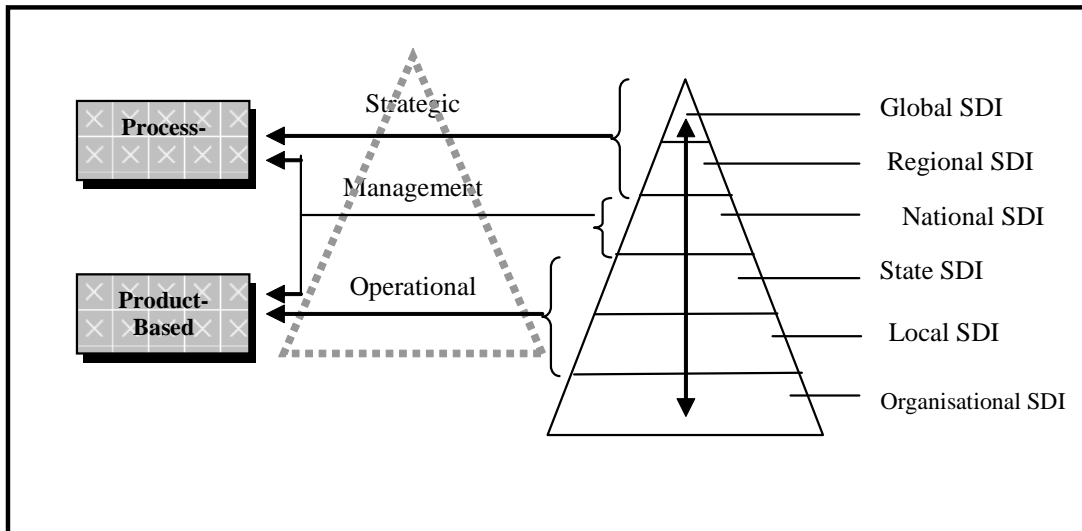 Process-
Product-
Based
Strategic
Management
Operational
Global SDI
Regional SDI
National SDI
State SDI
Local SDI
Organisational SDI